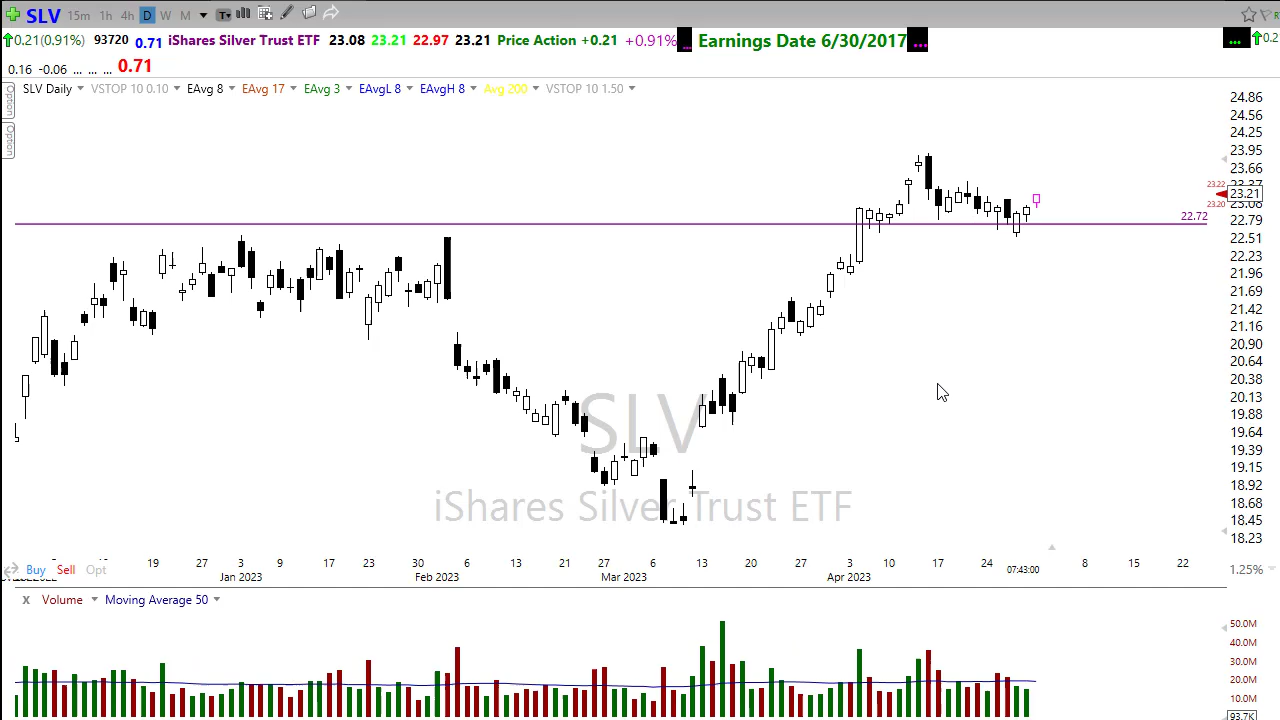 SLV 15m 1h 4h D W M T
0.21(0.91%) 93720 0.71 iShares Silver Trust ETF 23.08 23.21 22.97 23.21 Price Action +0.21 +0.91% ... Earnings Date 6/30/2017 ... ... 0.2
0.16 -0.06 ... ... ... 0.71
SLV Daily VSTOP 10 0.10 EAvg 8 EAvg 17 EAvg 3 EAvgL 8 EAvgH 8 Avg 200 VSTOP 10 1.50
Option
Option
24.86
24.56
24.25
23.95
23.66
23.22
23.21
23.20
22.72
22.79
22.51
22.23
21.96
21.69
21.42
21.16
20.90
20.64
20.38
20.13
19.88
19.64
19.39
19.15
18.92
18.68
18.45
18.23
SLV
iShares Silver Trust ETF
19 27 3 9 17 23 30 6 13 21 27 6 13 20 27 3 10 17 24 07:43:00 8 15 22
Buy Sell Opt 1.25%
Jan 2023 Feb 2023 Mar 2023 Apr 2023
X Volume Moving Average 50
50.0M
40.0M
30.0M
20.0M
10.0M
93.7K